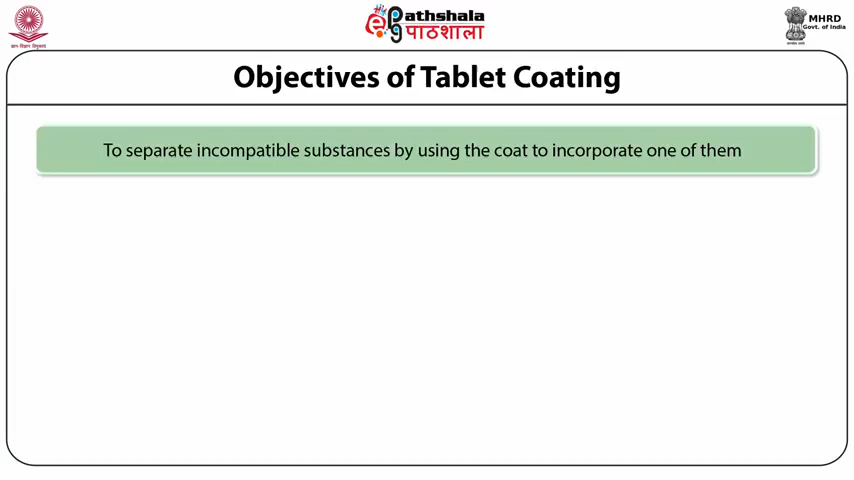 ePathshala
पाठशाला
MHRD
Govt. of India
Objectives of Tablet Coating
To separate incompatible substances by using the coat to incorporate one of them